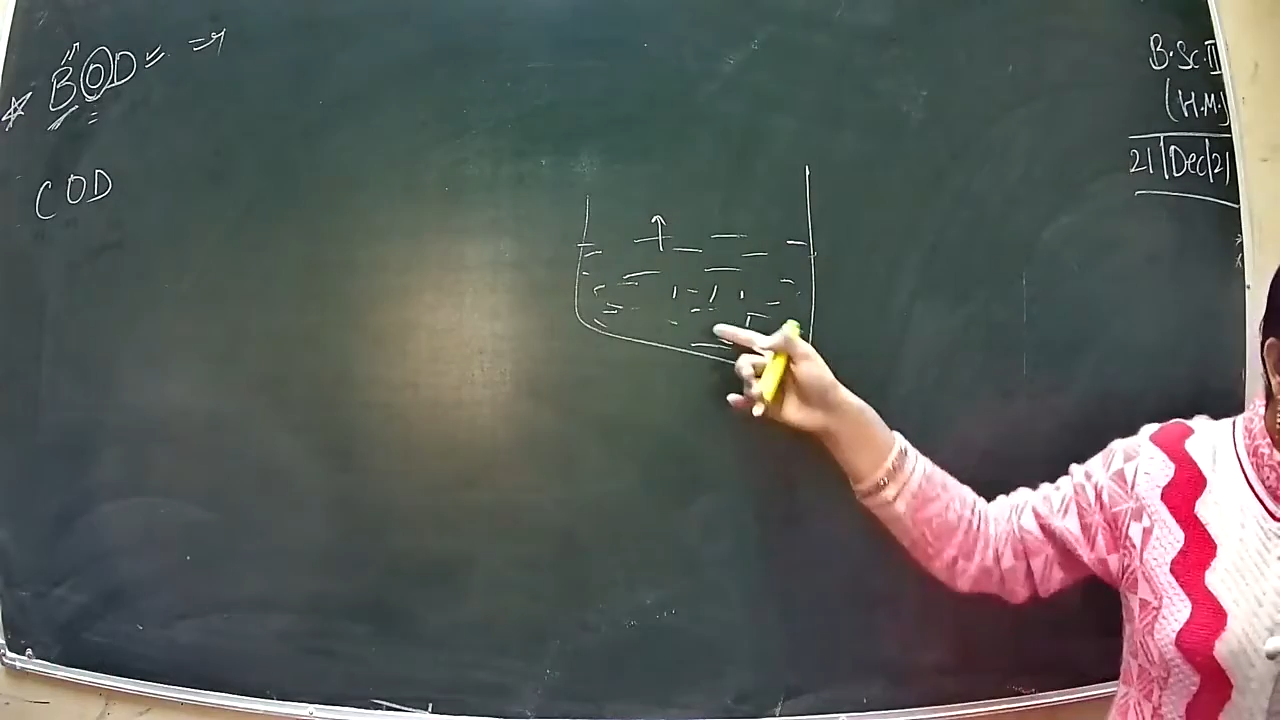 "BOD" =>
COD
B.Sc.II
(H.M.)
21/Dec/21